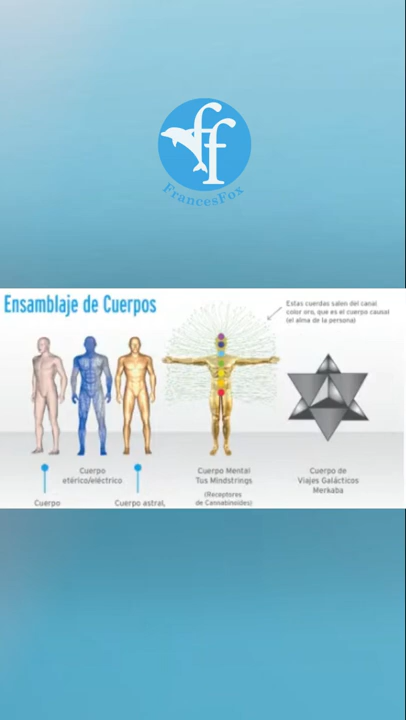 ff
FrancesFox
Ensamblaje de Cuerpos
Estas cuerdas salen del canal
color oro, que es el cuerpo causal
(el alma de la persona)
Cuerpo
etérico/eléctrico
Cuerpo Mental
Tus Mindstrings
(Receptores
de Cannabinoides)
Cuerpo de
Viajes Galácticos
Merkaba
Cuerpo
Cuerpo astral,